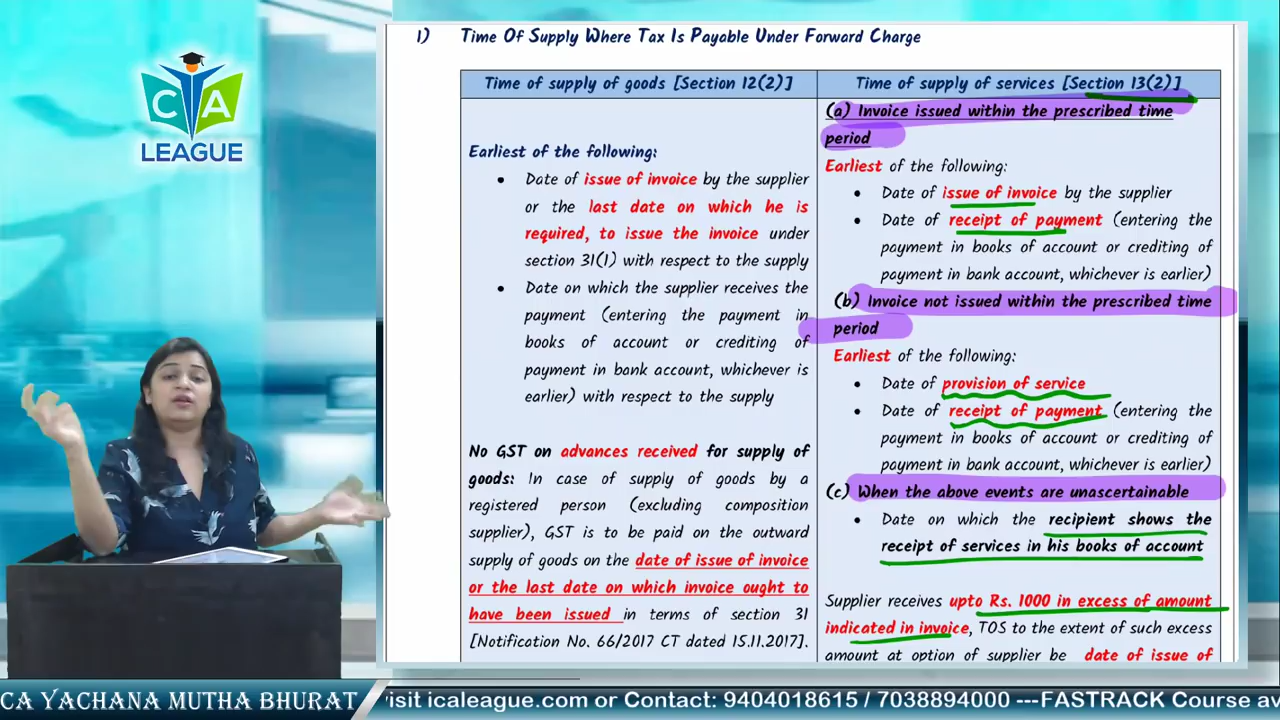 CTA
LEAGUE
1) Time Of Supply Where Tax Is Payable Under Forward Charge
Time of supply of goods [Section 12(2)]
Earliest of the following:
• Date of issue of invoice by the supplier
or the last date on which he is
required, to issue the invoice under
section 31(1) with respect to the supply
• Date on which the supplier receives the
payment (entering the payment in
books of account or crediting of
payment in bank account, whichever is
earlier) with respect to the supply
No GST on advances received for supply of
goods: In case of supply of goods by a
registered person (excluding composition
supplier), GST is to be paid on the outward
supply of goods on the date of issue of invoice
or the last date on which invoice ought to
have been issued in terms of section 31
[Notification No. 66/2017 CT dated 15.11.2017].
Time of supply of services [Section 13(2)]
(a) Invoice issued within the prescribed time
period
Earliest of the following:
• Date of issue of invoice by the supplier
• Date of receipt of payment (entering the
payment in books of account or crediting of
payment in bank account, whichever is earlier)
(b) Invoice not issued within the prescribed time
period
Earliest of the following:
• Date of provision of service
• Date of receipt of payment (entering the
payment in books of account or crediting of
payment in bank account, whichever is earlier)
(c) When the above events are unascertainable
• Date on which the recipient shows the
receipt of services in his books of account
Supplier receives upto Rs. 1000 in excess of amount
indicated in invoice, TOS to the extent of such excess
amount at option of supplier be date of issue of
CA YACHANA MUTHA BHURAT
visit icaleague.com or Contact: 9404018615 / 7038894000 ---FASTRACK Course av